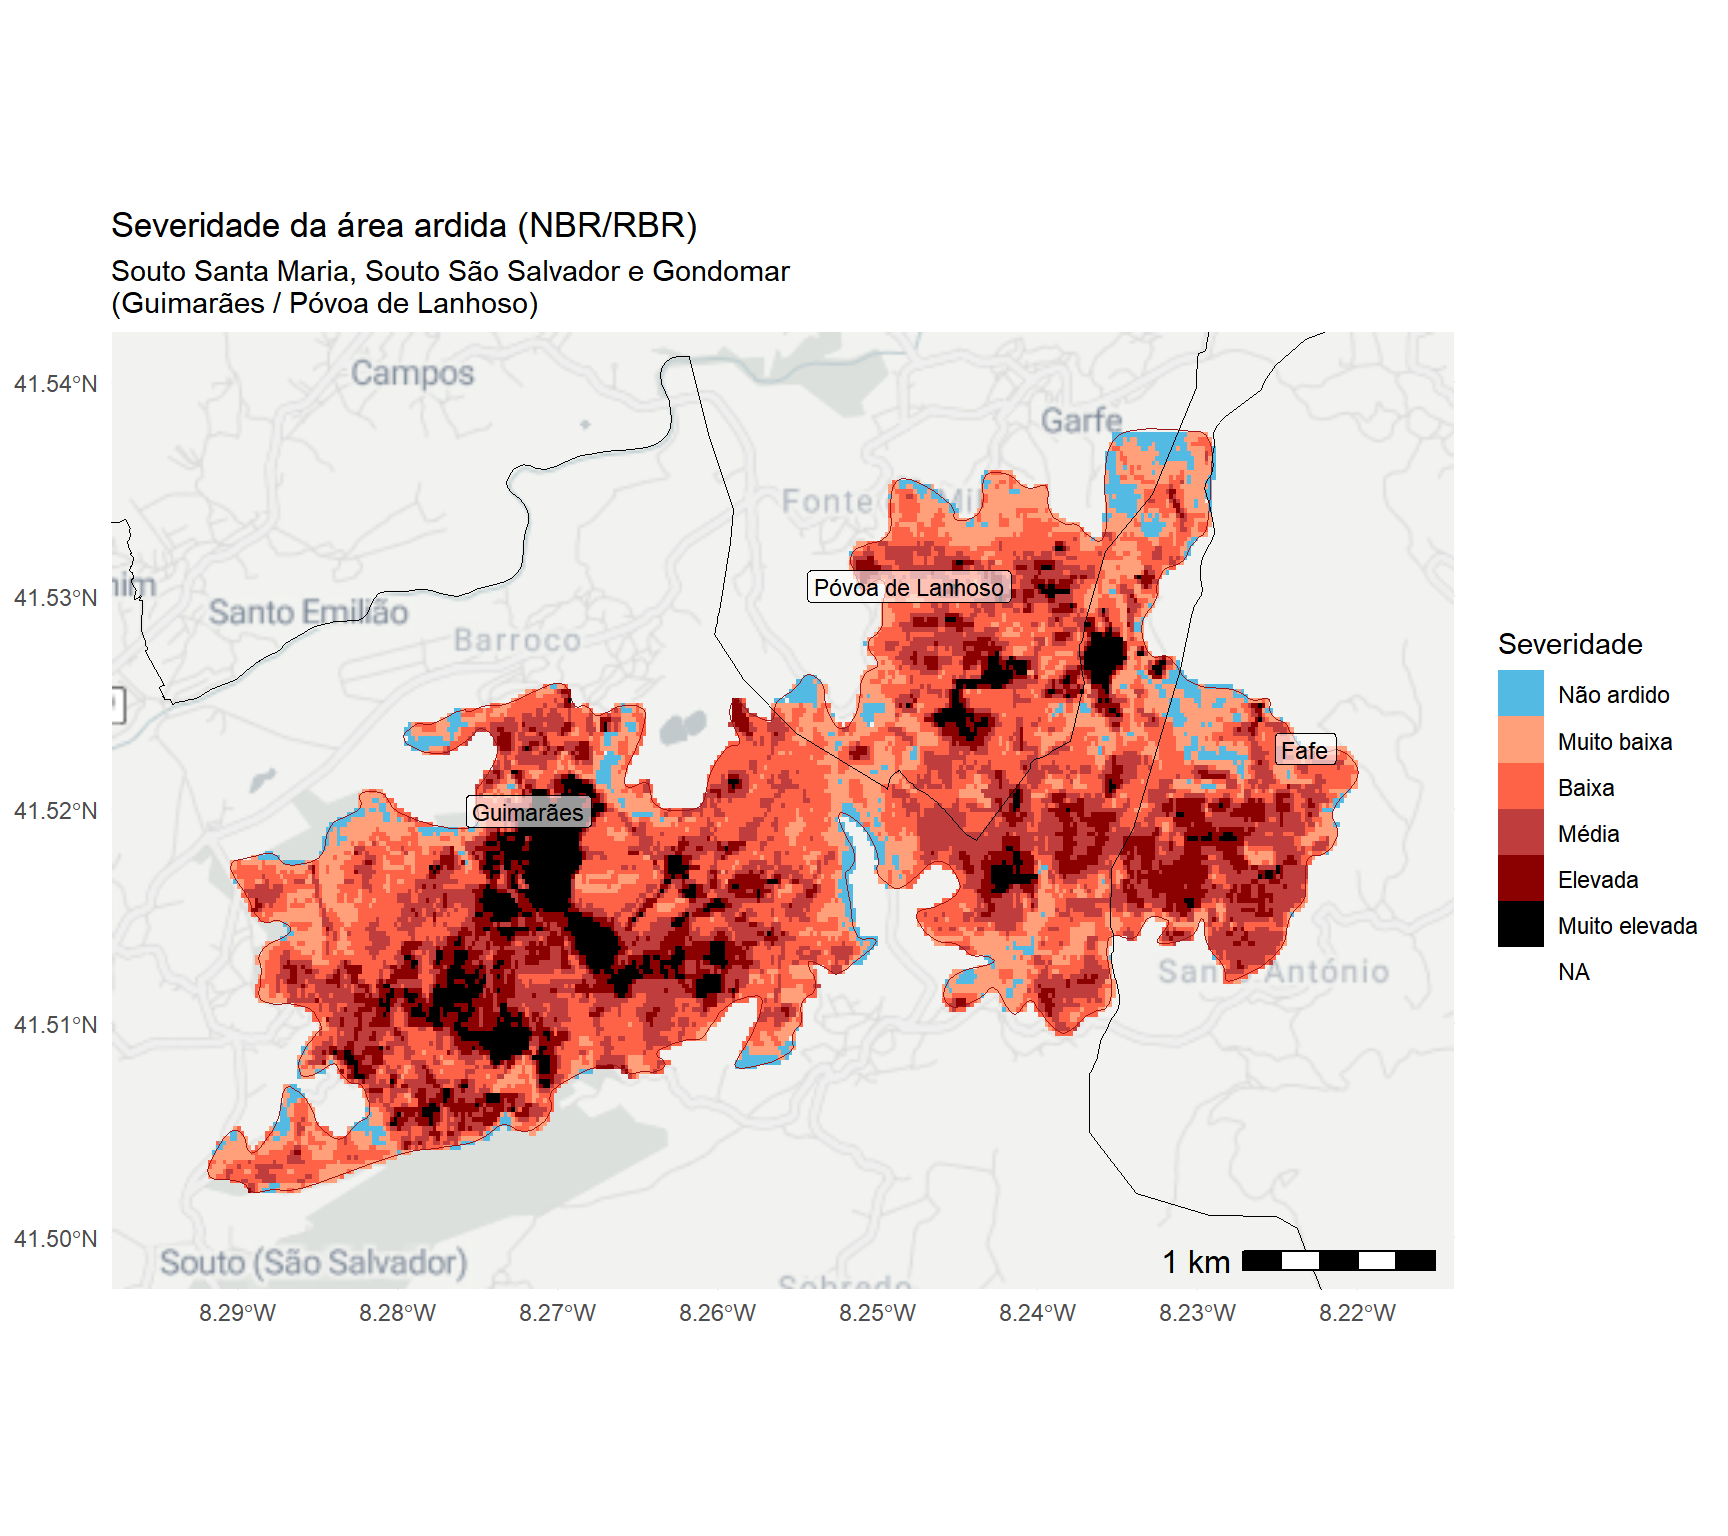 Severidade da área ardida (NBR/RBR)
Souto Santa Maria, Souto São Salvador e Gondomar
(Guimarães / Póvoa de Lanhoso)
41.54°N
41.53°N
41.52°N
41.51°N
41.50°N
Campos
Garfe
Fonte
Póvoa de Lanhoso
Santo Emilião
Barroco
Fafe
Guimarães
António
Souto (São Salvador)
Sobredo
1 km
8.29°W
8.28°W
8.27°W
8.26°W
8.25°W
8.24°W
8.23°W
8.22°W
Severidade
Não ardido
Muito baixa
Baixa
Média
Elevada
Muito elevada
NA